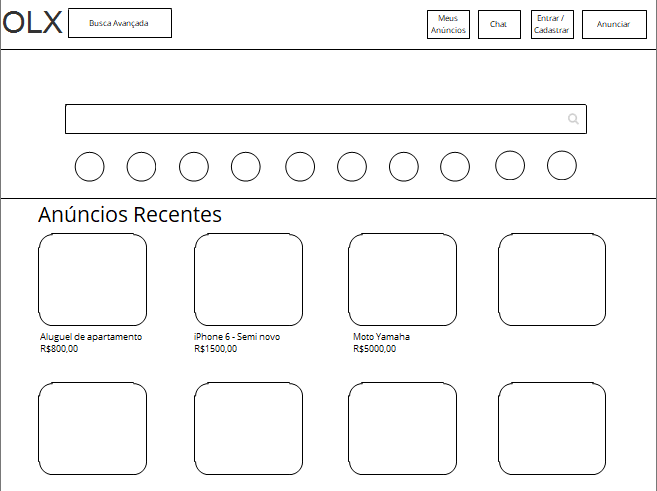 OLX
Busca Avançada
Meus
Anúncios
Chat
Entrar /
Cadastrar
Anunciar
Anúncios Recentes
Aluguel de apartamento
R$800,00
iPhone 6 - Semi novo
R$1500,00
Moto Yamaha
R$5000,00